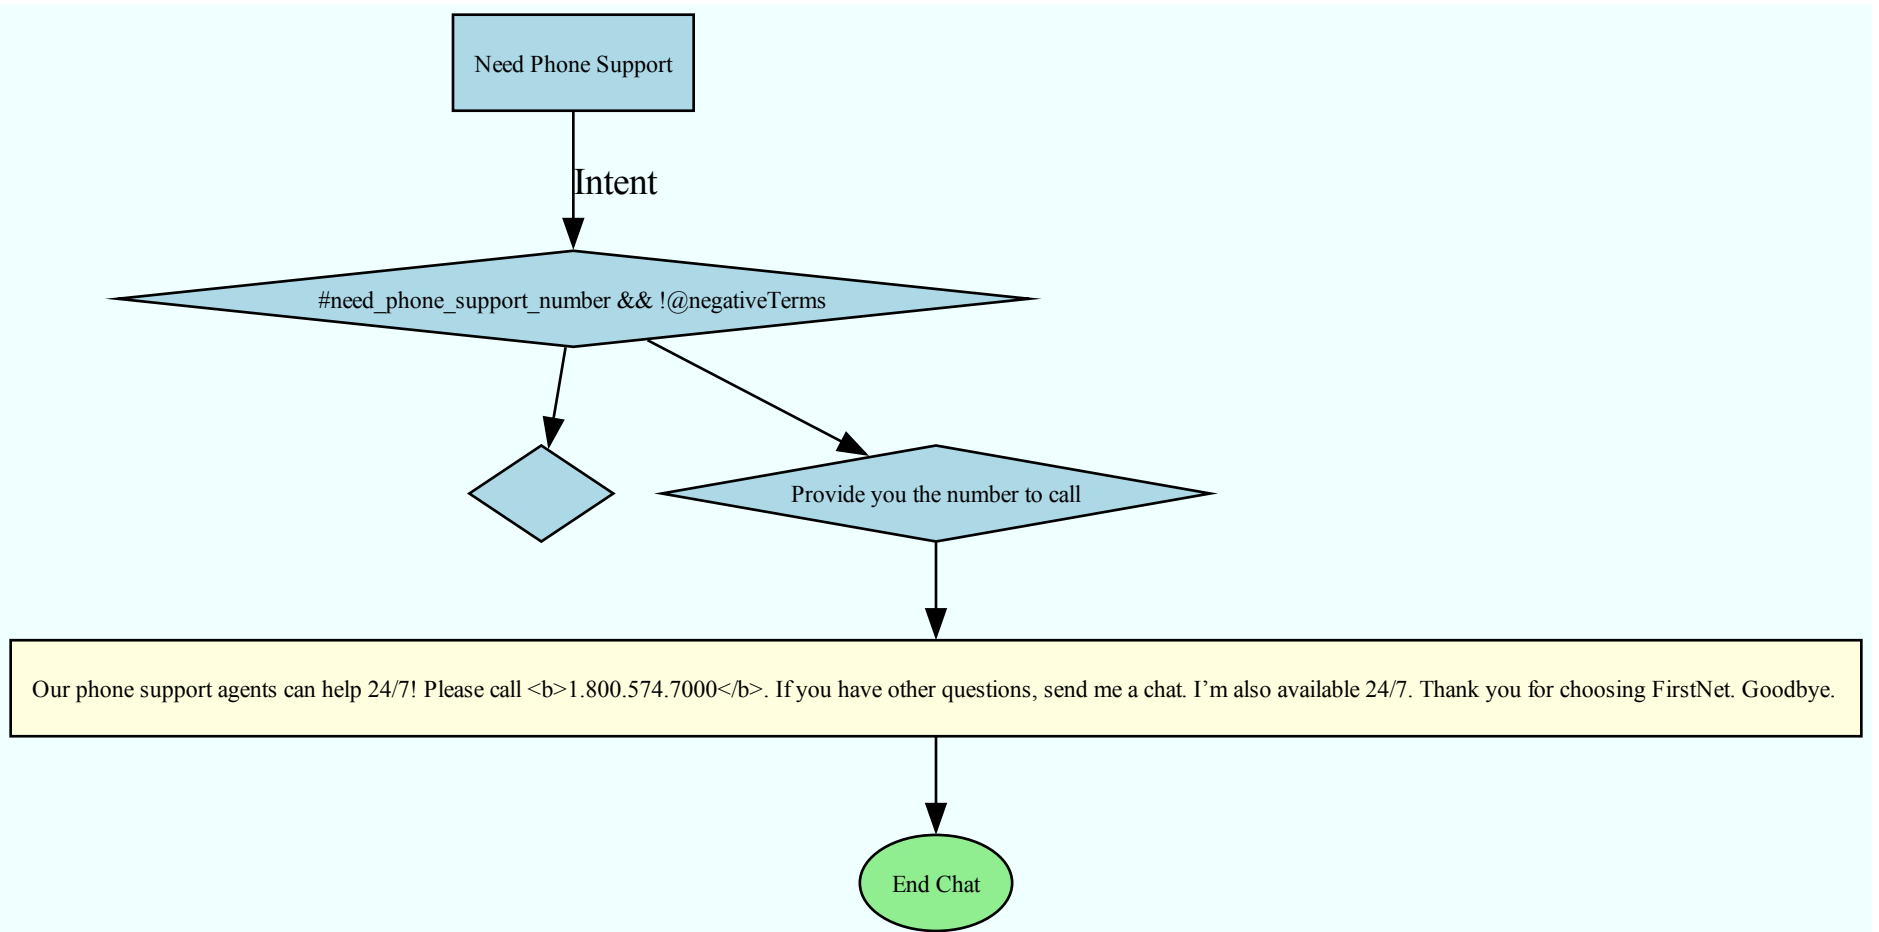 Need Phone Support
Intent
#need_phone_support_number && !@negativeTerms
Provide you the number to call
Our phone support agents can help 24/7! Please call <b>1.800.574.7000</b>. If you have other questions, send me a chat. I’m also available 24/7. Thank you for choosing FirstNet. Goodbye.
End Chat